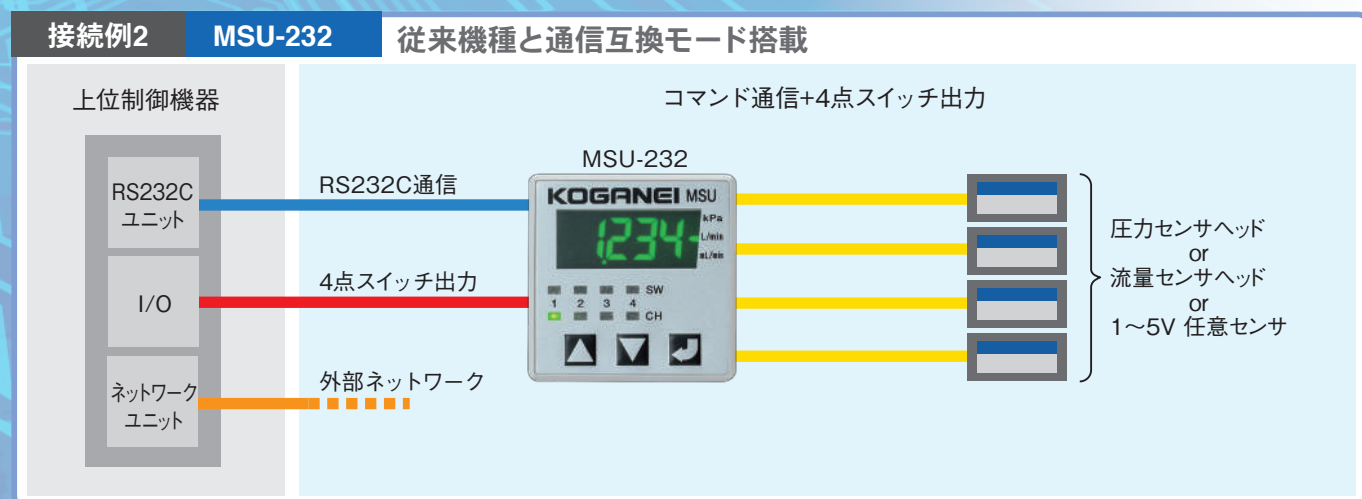 接続例2 MSU-232 従来機種と通信互換モード搭載
上位制御機器
コマンド通信+4点スイッチ出力
RS232C
ユニット
RS232C通信
I/O
4点スイッチ出力
ネットワーク
ユニット
外部ネットワーク
MSU-232
KOGANEI MSU
1.234
kPa
L/min
mL/min
SW
1 2 3 4
CH
圧力センサヘッド
or
流量センサヘッド
or
1～5V 任意センサ